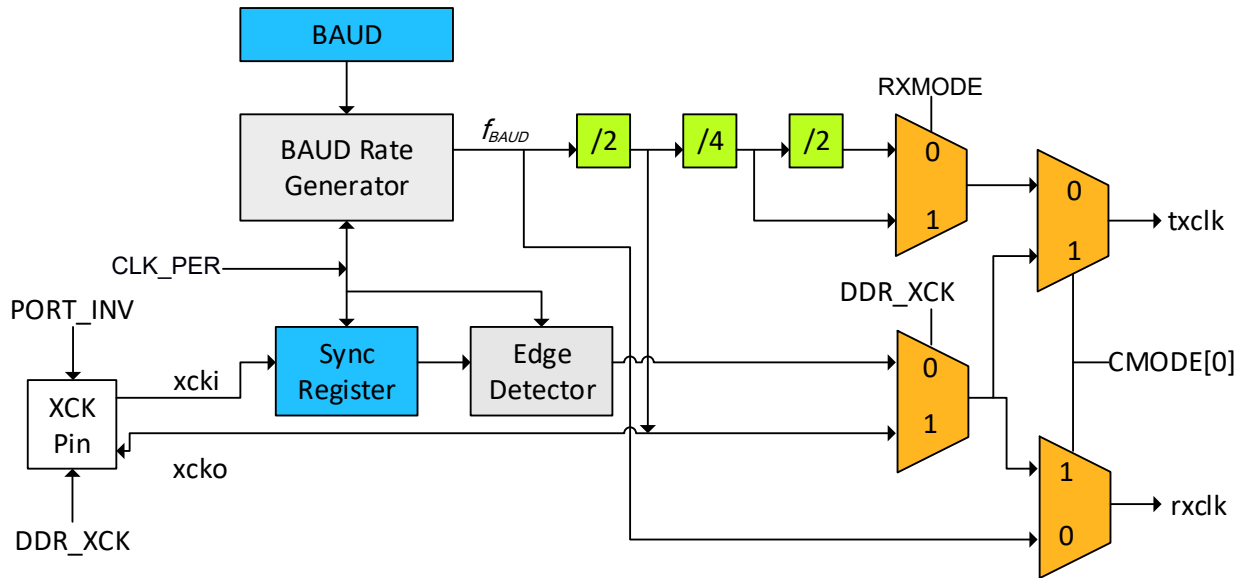 BAUD
RXMODE
BAUD Rate
Generator
fBAUD
/2
/4
/2
0
1
0
1
txclk
CLK_PER
PORT_INV
DDR_XCK
CMODE[0]
xcki
Sync
Register
Edge
Detector
0
1
XCK
Pin
xcko
1
0
rxclk
DDR_XCK